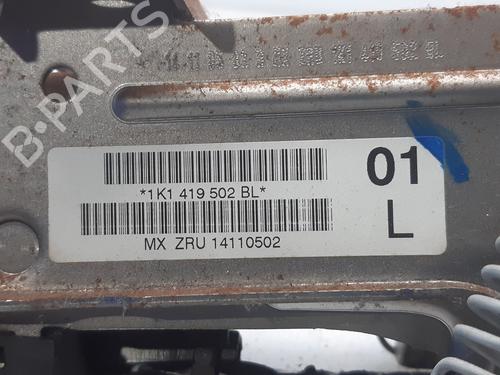 B-PARTS
*1K1 419 502 BL*
01
MX ZRU 14110502
L